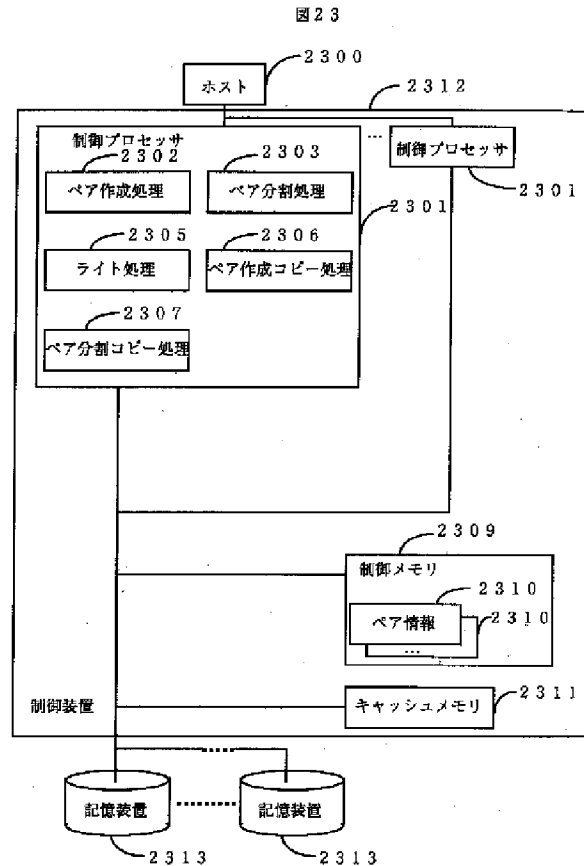 図23
2300
ホスト
2312
制御プロセッサ
2302
2303
…
制御プロセッサ
ペア作成処理
ペア分割処理
2301
2301
2305
2306
ライト処理
ペア作成コピー処理
2307
ペア分割コピー処理
2309
制御メモリ
2310
ペア情報
2310
…
制御装置
キャッシュメモリ
2311
記憶装置
記憶装置
2313
2313